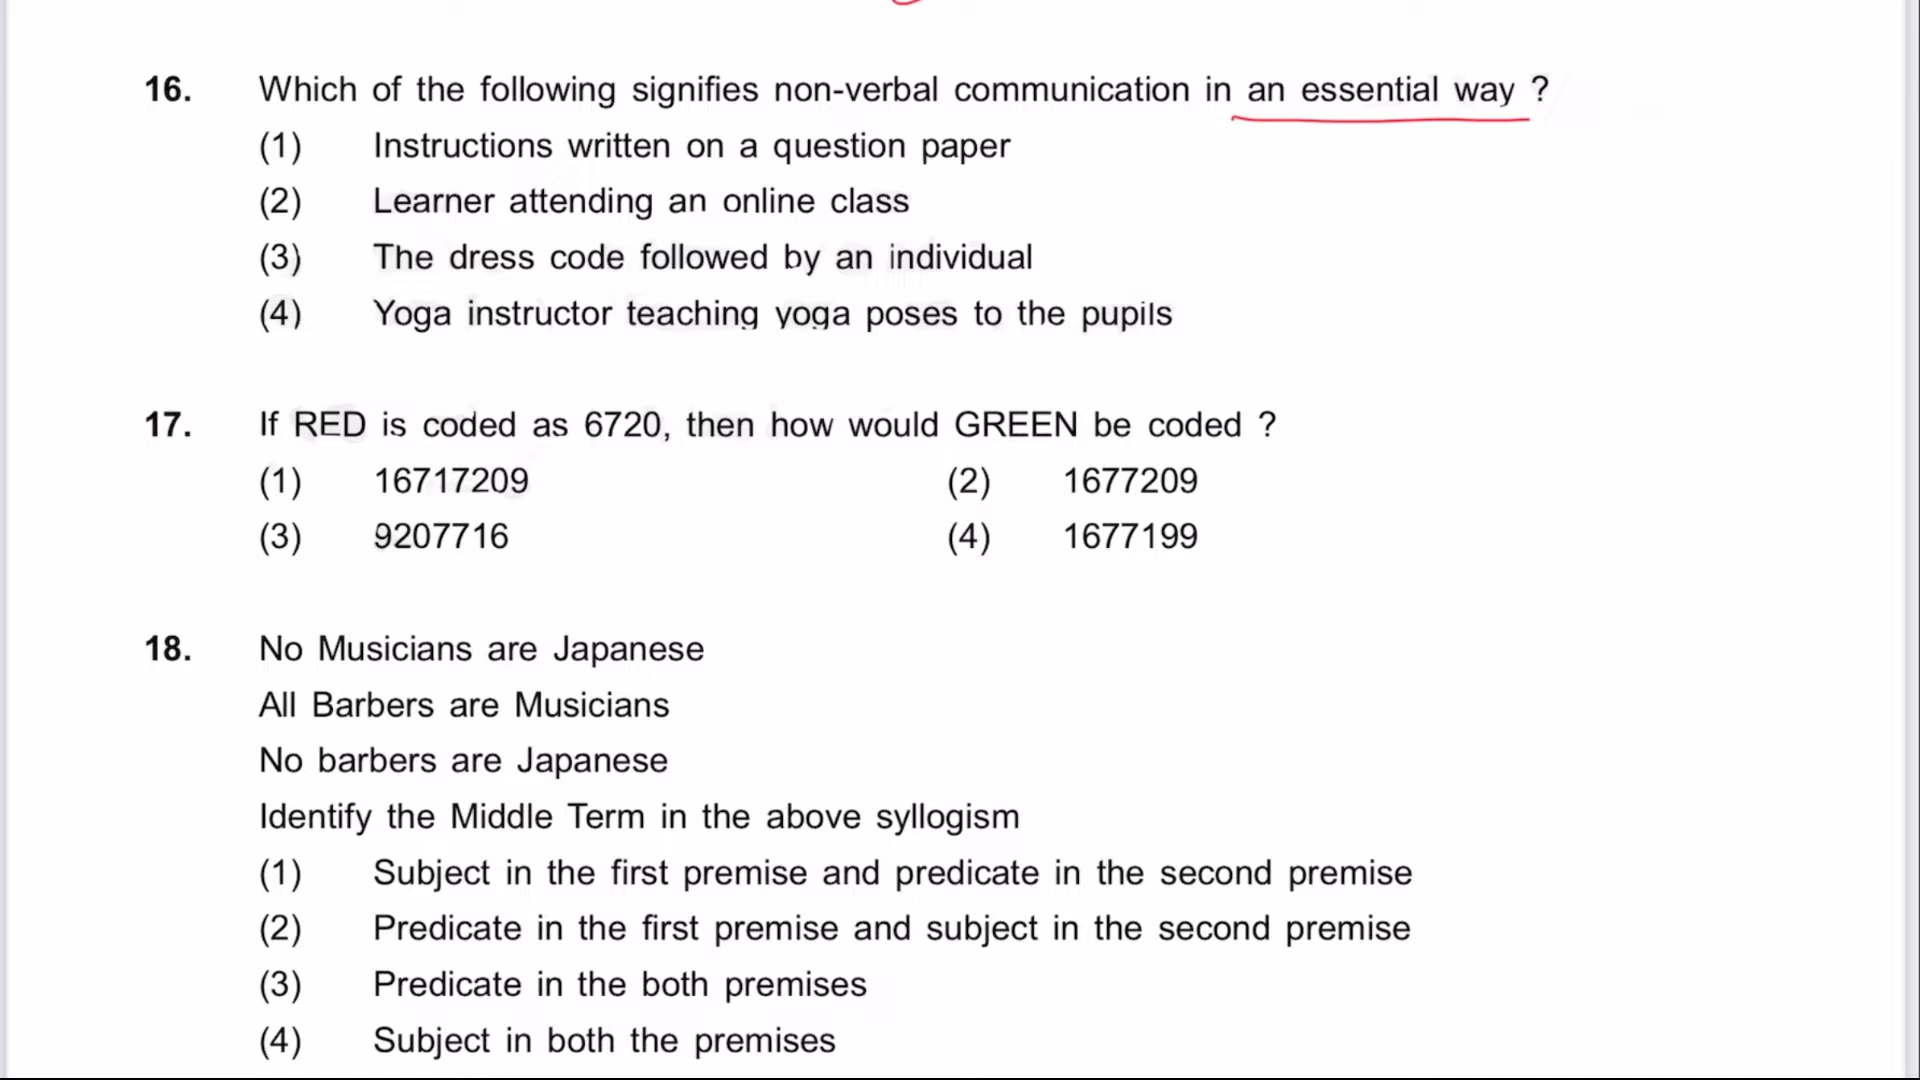 16. Which of the following signifies non-verbal communication in an essential way ?
(1) Instructions written on a question paper
(2) Learner attending an online class
(3) The dress code followed by an individual
(4) Yoga instructor teaching yoga poses to the pupils
17. If RED is coded as 6720, then how would GREEN be coded ?
(1) 16717209 (2) 1677209
(3) 9207716 (4) 1677199
18. No Musicians are Japanese
All Barbers are Musicians
No barbers are Japanese
Identify the Middle Term in the above syllogism
(1) Subject in the first premise and predicate in the second premise
(2) Predicate in the first premise and subject in the second premise
(3) Predicate in the both premises
(4) Subject in both the premises